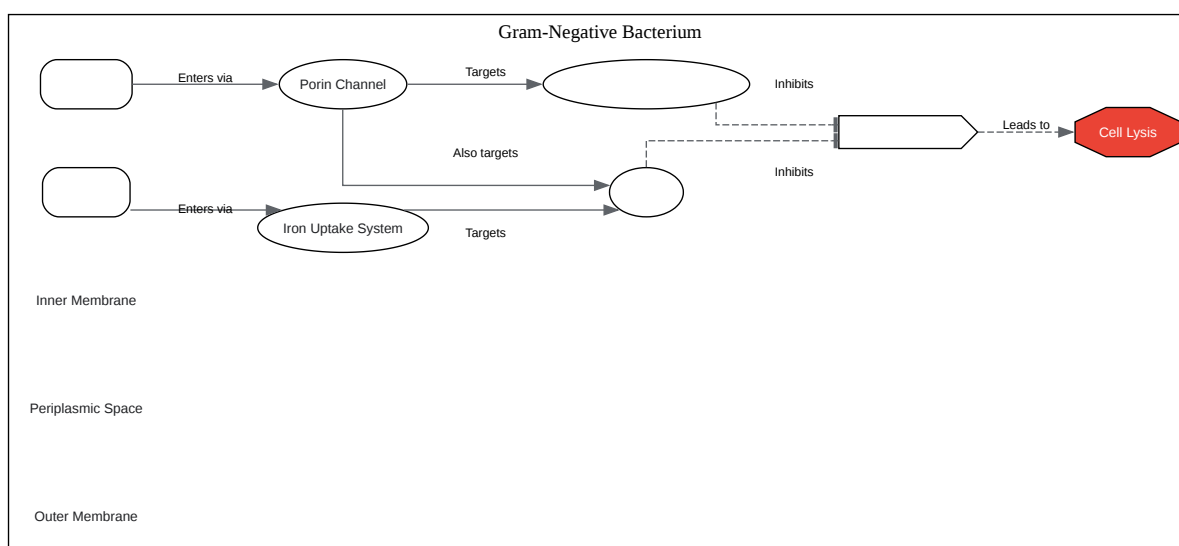 Gram-Negative Bacterium
Enters via
Porin Channel
Targets
Inhibits
Leads to
Cell Lysis
Also targets
Inhibits
Enters via
Iron Uptake System
Targets
Inner Membrane
Periplasmic Space
Outer Membrane